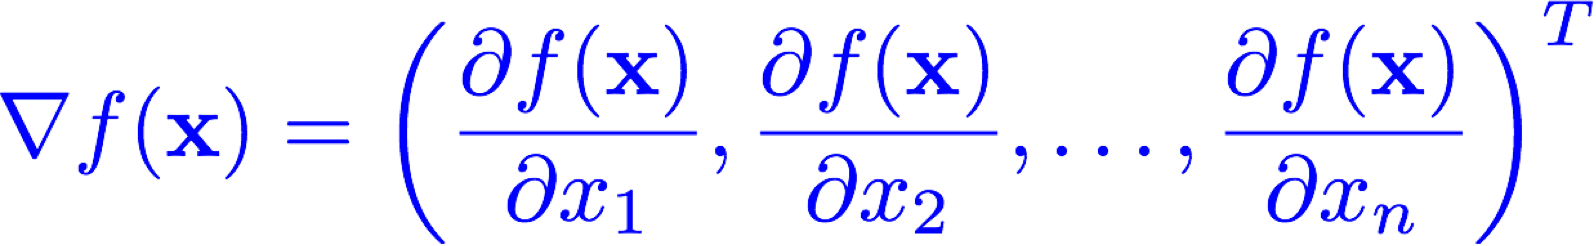 ∇f(𝐱) = (∂f(𝐱)/∂x₁, ∂f(𝐱)/∂x₂, …, ∂f(𝐱)/∂xₙ)ᵀ